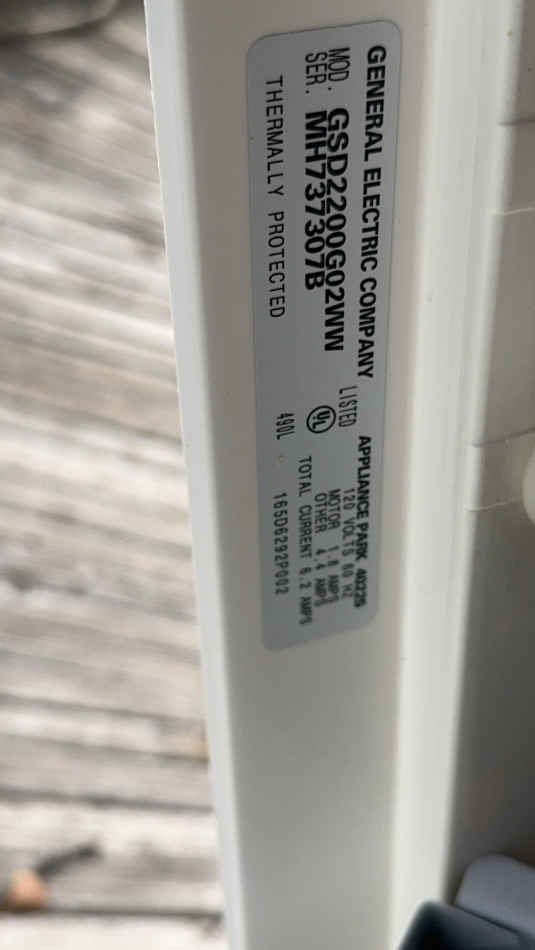 GENERAL ELECTRIC COMPANY
MOD. GSD2200G02WW
SER. MH737307B
THERMALLY PROTECTED
LISTED
UL
490L
APPLIANCE PARK 40225
120 VOLTS 60 HZ
MOTOR 1.8 AMPS
OTHER 4.4 AMPS
TOTAL CURRENT 6.2 AMPS
165D6292P002